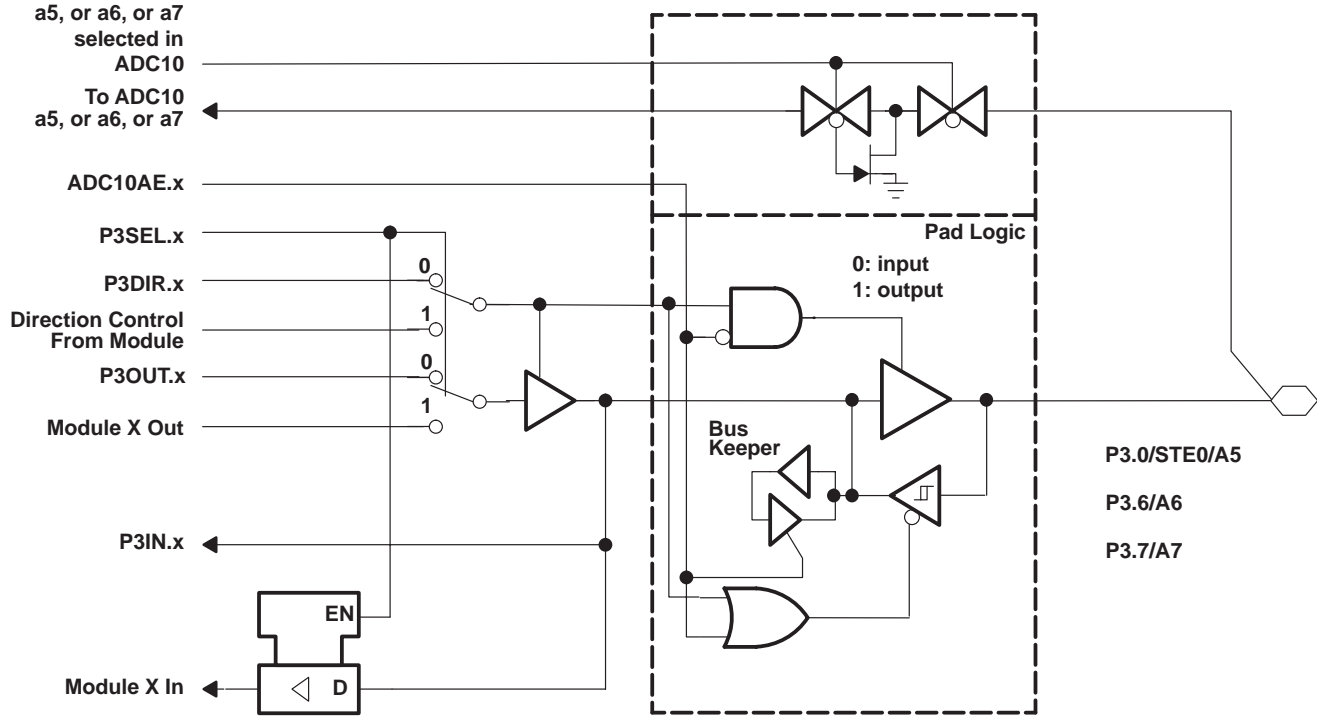 a5, or a6, or a7
selected in
ADC10
To ADC10
a5, or a6, or a7
ADC10AE.x
P3SEL.x
Pad Logic
0: input
1: output
0
P3DIR.x
1
Direction Control
From Module
0
P3OUT.x
1
Module X Out
Bus
Keeper
P3.0/STE0/A5
P3.6/A6
P3.7/A7
P3IN.x
EN
Module X In
D